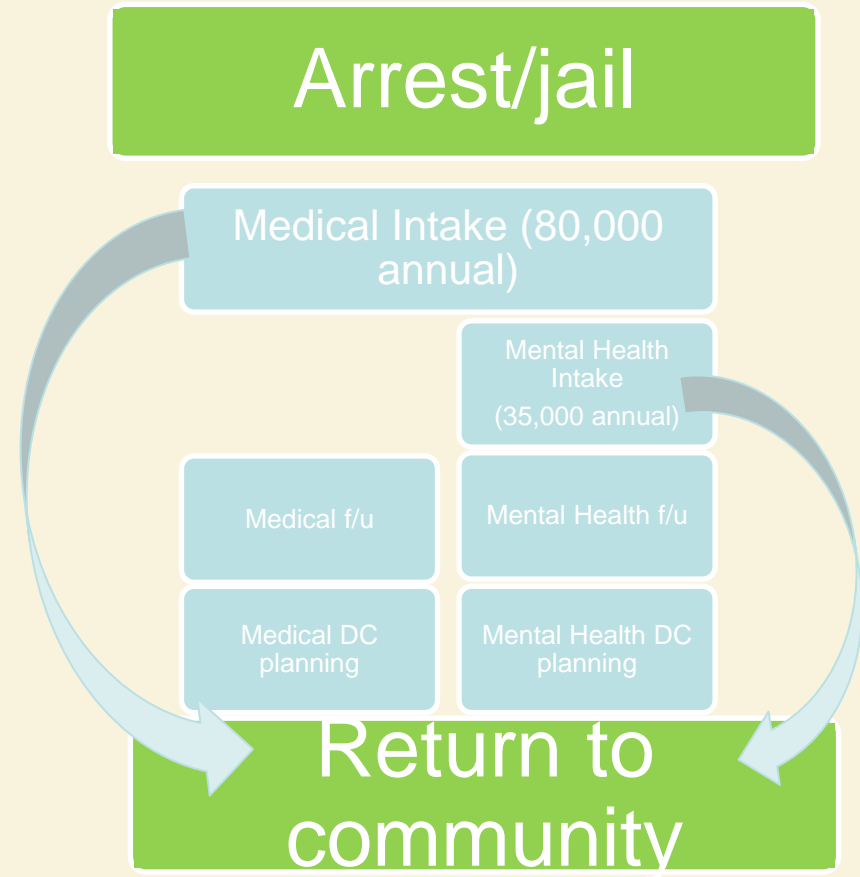 Arrest/jail
Medical Intake (80,000
annual)
Mental Health
Intake
(35,000 annual)
Medical f/u
Mental Health f/u
Medical DC
planning
Mental Health DC
planning
Return to
community